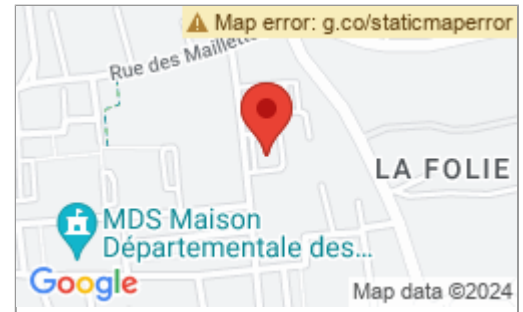 Map error: g.co/staticmaperror
Rue des Maillett
LA FOLIE
MDS Maison
Départementale des...
Google
Map data ©2024